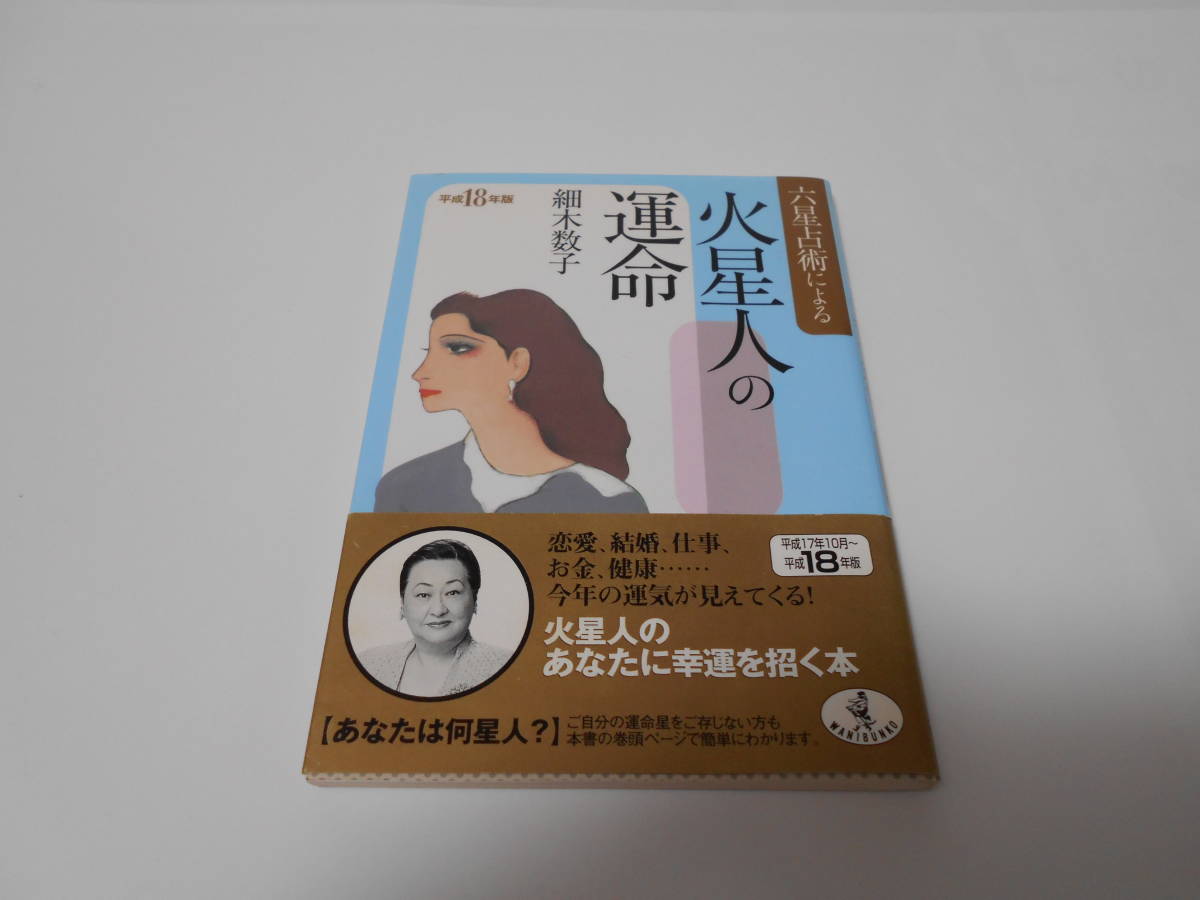 六星占術による
火星人の
運命
細木数子
平成18年版
恋愛、結婚、仕事、
お金、健康……
今年の運気が見えてくる!
平成17年10月〜
平成18年版
火星人の
あなたに幸運を招く本
【あなたは何星人?】
ご自分の運命星をご存じない方も
本書の巻頭ページで簡単にわかります。
WANIBUNKO